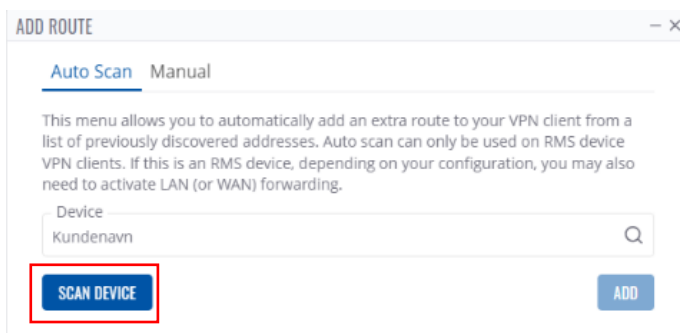 ADD ROUTE
Auto Scan Manual
This menu allows you to automatically add an extra route to your VPN client from a
list of previously discovered addresses. Auto scan can only be used on RMS device
VPN clients. If this is an RMS device, depending on your configuration, you may also
need to activate LAN (or WAN) forwarding.
Device
Kundenavn
SCAN DEVICE ADD